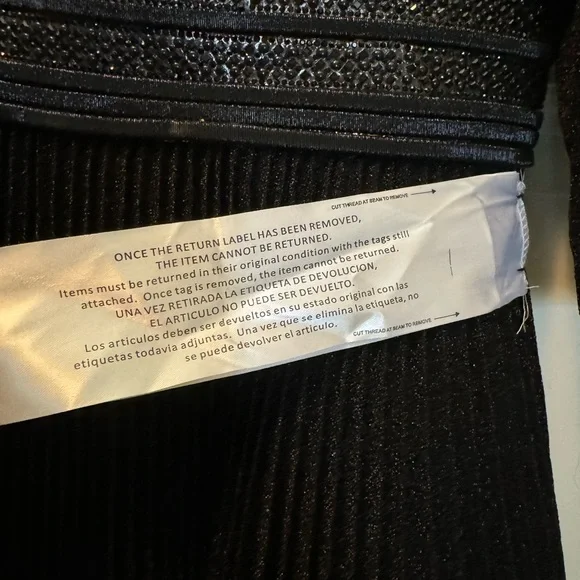 CUT THREAD AT BEAM TO REMOVE
ONCE THE RETURN LABEL HAS BEEN REMOVED,
THE ITEM CANNOT BE RETURNED.
Items must be returned in their original condition with the tags still
attached. Once tag is removed, the item cannot be returned.
UNA VEZ RETIRADA LA ETIQUETA DE DEVOLUCION,
EL ARTICULO NO PUEDE SER DEVUELTO.
Los articulos deben ser devueltos en su estado original con las
etiquetas todavia adjuntas. Una vez que se elimina la etiqueta, no
se puede devolver el articulo.
CUT THREAD AT BEAM TO REMOVE